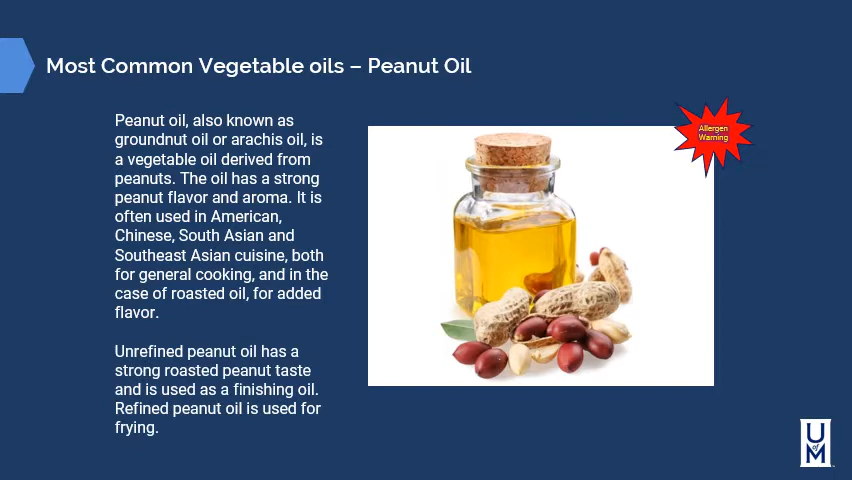 Most Common Vegetable oils – Peanut Oil
Allergen
Warning
Peanut oil, also known as
groundnut oil or arachis oil, is
a vegetable oil derived from
peanuts. The oil has a strong
peanut flavor and aroma. It is
often used in American,
Chinese, South Asian and
Southeast Asian cuisine, both
for general cooking, and in the
case of roasted oil, for added
flavor.
Unrefined peanut oil has a
strong roasted peanut taste
and is used as a finishing oil.
Refined peanut oil is used for
frying.
U
of
M